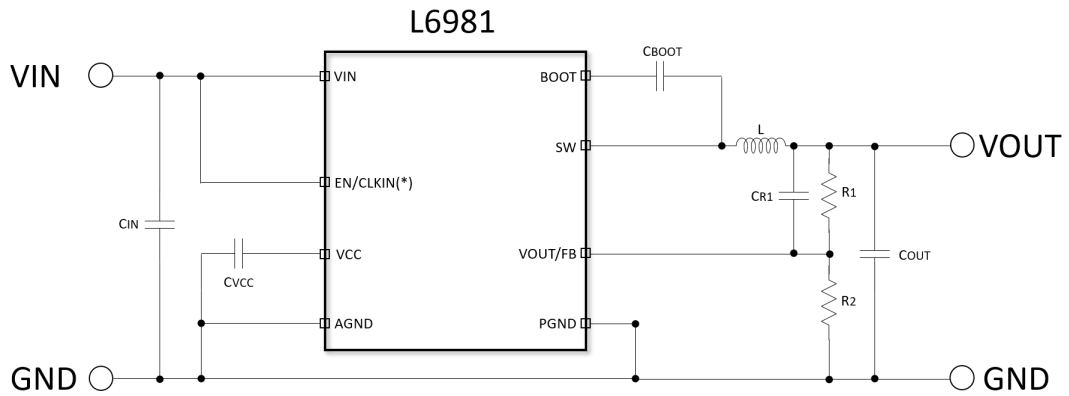 L6981
CBOOT
VIN
VIN
BOOT
L
SW
VOUT
EN/CLKIN(*)
CR1
R1
CIN
VCC
VOUT/FB
COUT
CVCC
R2
AGND
PGND
GND
GND